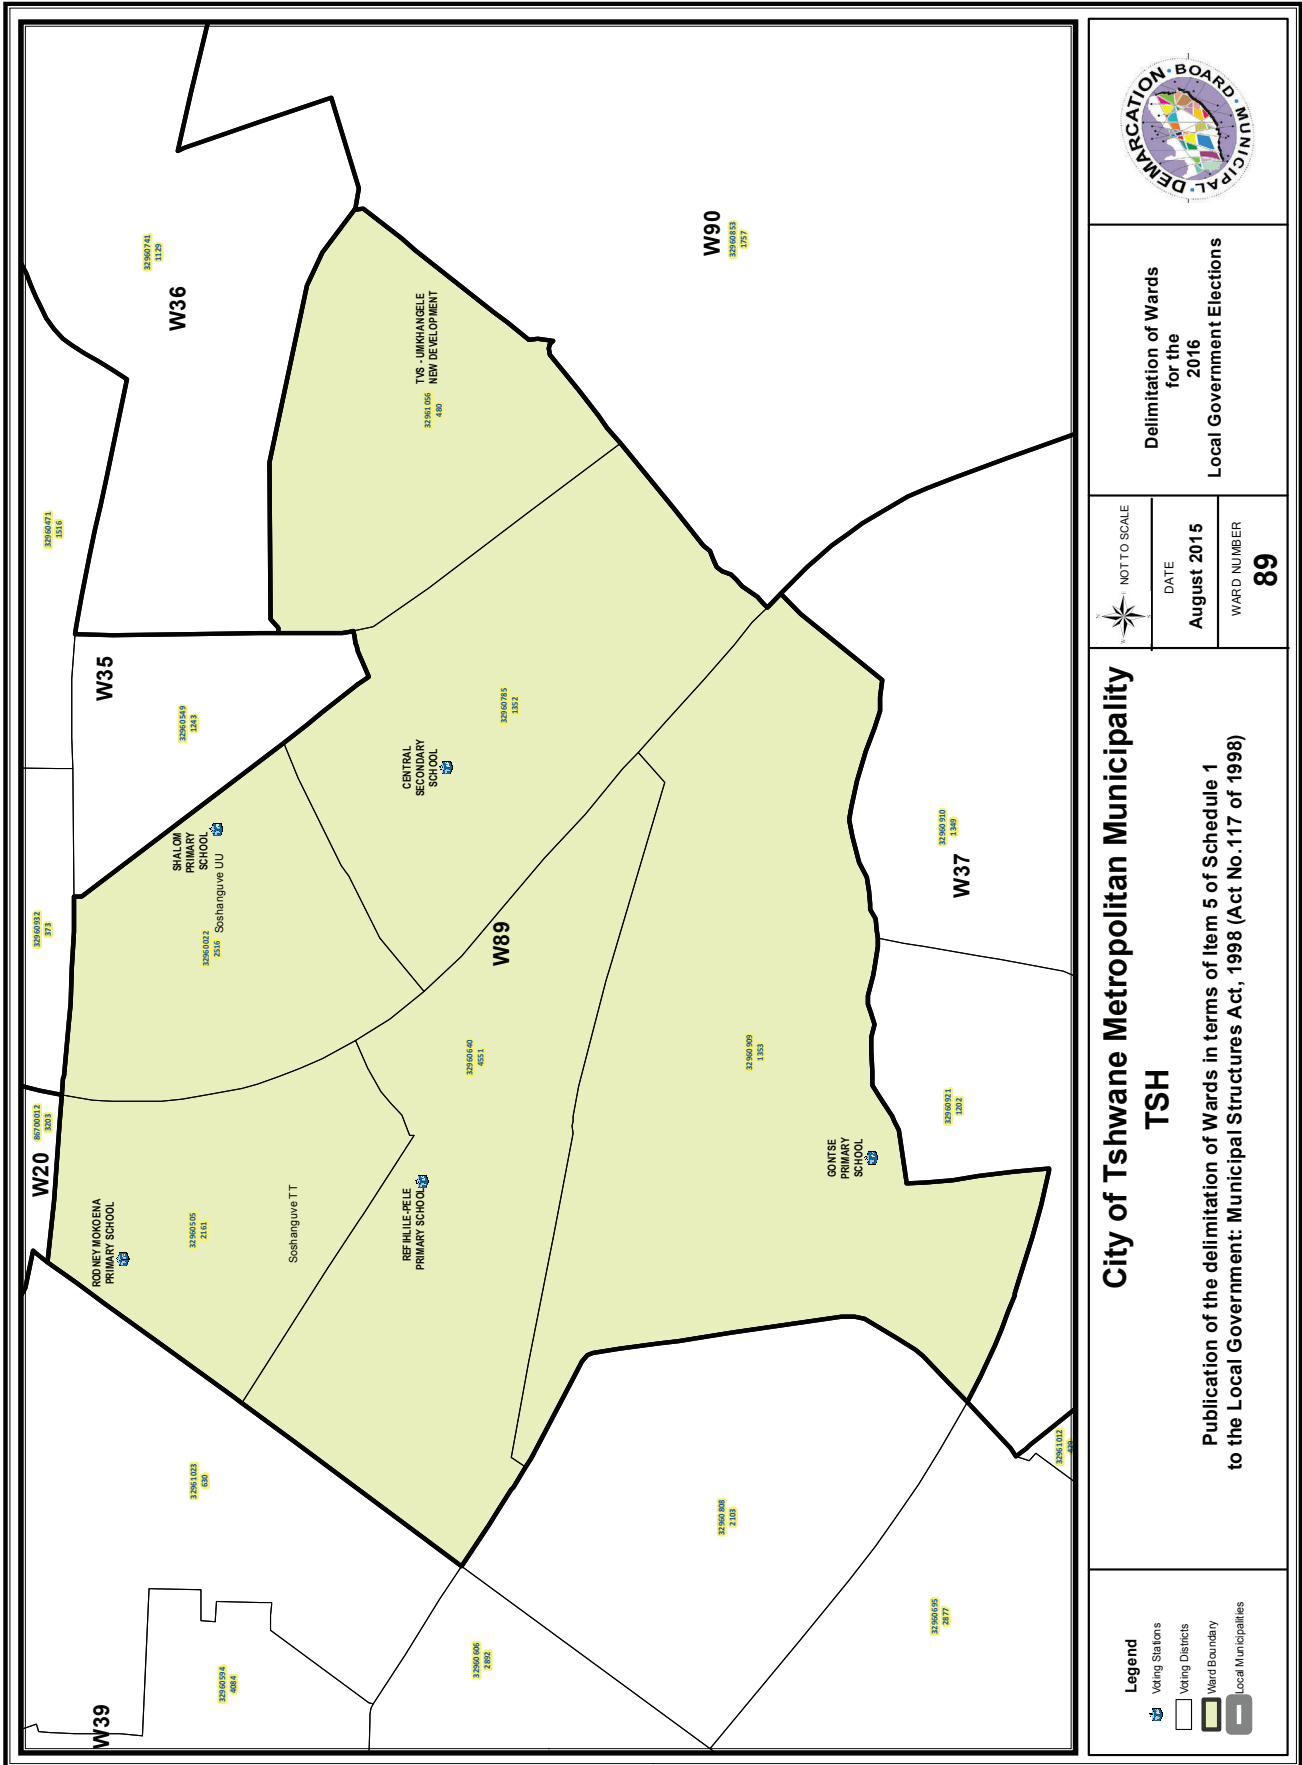 W39
32960594
4084
32961023
630
32960606
2892
32960808
2103
32960695
2877
32961012
W20
86700012
3203
RODNEY MOKOENA
PRIMARY SCHOOL
32960505
2161
Soshanguve TT
REFIHLILE-PELE
PRIMARY SCHOOL
32960640
4551
W89
GONTSE
PRIMARY
SCHOOL
32960909
1353
32960921
1202
32960932
373
SHALOM
PRIMARY
SCHOOL
Soshanguve UU
32960022
2516
CENTRAL
SECONDARY
SCHOOL
32960785
1352
W35
32960549
1243
W37
32960910
1349
32960471
1516
W36
32960741
1129
TVS - UMKHANGELE
NEW DEVELOPMENT
32961056
480
W90
32960853
1757
Legend
Voting Stations
Voting Districts
Ward Boundary
Local Municipalities
City of Tshwane Metropolitan Municipality
TSH
Publication of the delimitation of Wards in terms of Item 5 of Schedule 1
to the Local Government: Municipal Structures Act, 1998 (Act No.117 of 1998)
NOT TO SCALE
DATE
August 2015
WARD NUMBER
89
Delimitation of Wards
for the
2016
Local Government Elections
MUNICIPAL · DEMARCATION · BOARD